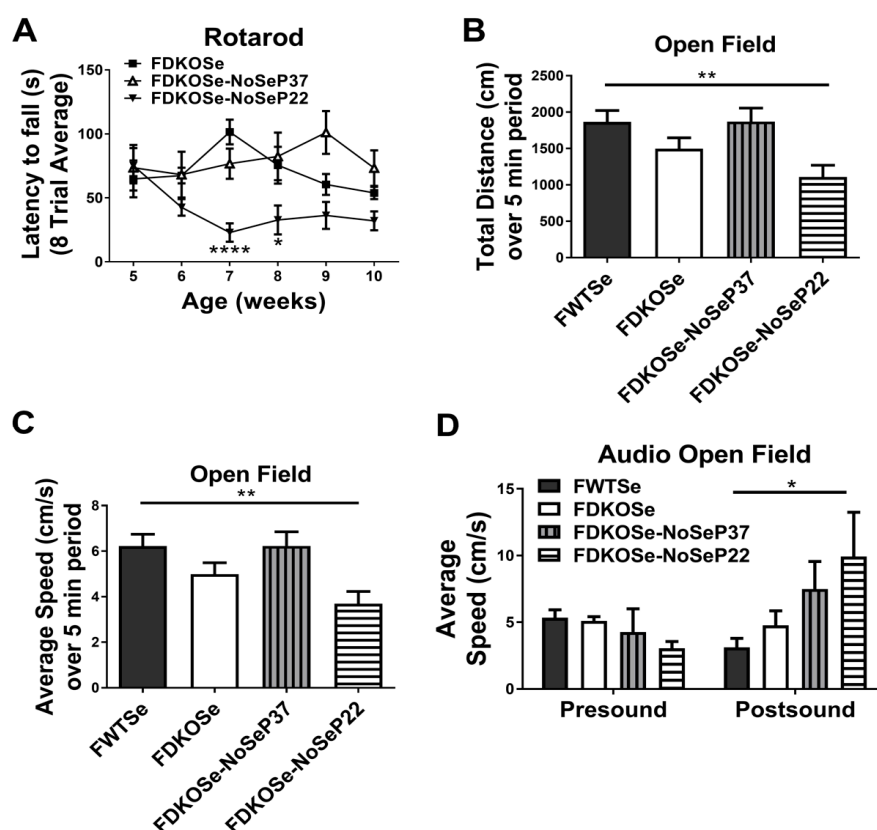 A
Rotarod
FDKOSe
FDKOSe-NoSeP37
FDKOSe-NoSeP22
Latency to fall (s)
(8 Trial Average)
150
100
50
0
****
*
5 6 7 8 9 10
Age (weeks)
B
Open Field
**
Total Distance (cm)
over 5 min period
2500
2000
1500
1000
500
0
FWTSe
FDKOSe
FDKOSe-NoSeP37
FDKOSe-NoSeP22
C
Open Field
**
Average Speed (cm/s)
over 5 min period
8
6
4
2
0
FWTSe
FDKOSe
FDKOSe-NoSeP37
FDKOSe-NoSeP22
D
Audio Open Field
FWTSe
FDKOSe
FDKOSe-NoSeP37
FDKOSe-NoSeP22
*
Average
Speed (cm/s)
15
10
5
0
Presound Postsound